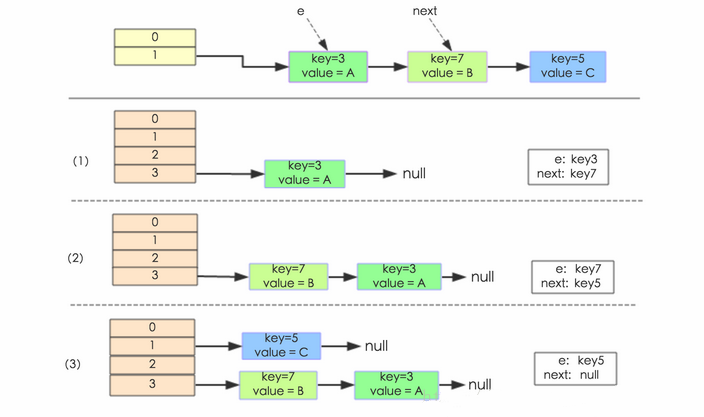 e
next
0
1
key=3
value = A
key=7
value = B
key=5
value = C
(1)
0
1
2
3
key=3
value = A
null
e: key3
next: key7
(2)
0
1
2
3
key=7
value = B
key=3
value = A
null
e: key7
next: key5
(3)
0
1
2
3
key=5
value = C
null
key=7
value = B
key=3
value = A
null
e: key5
next: null